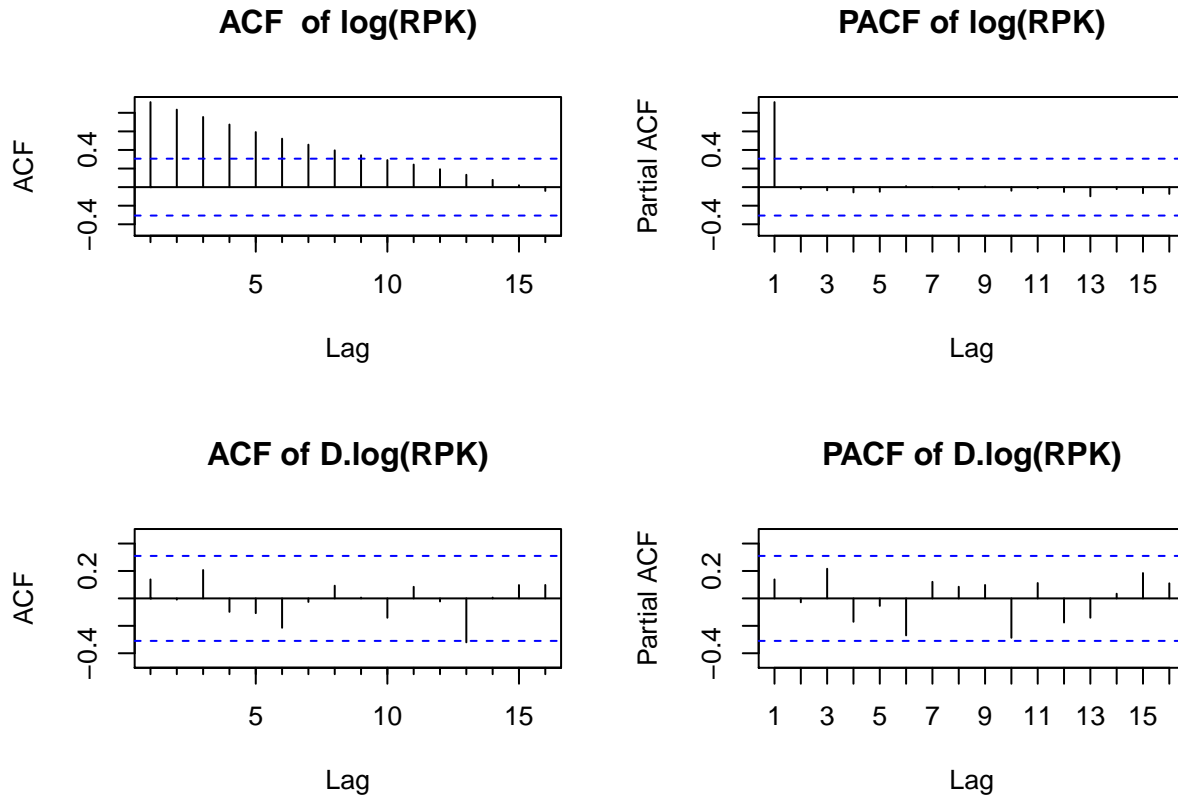 ACF  of log(RPK)
ACF
0.4
−0.4
5
10
15
Lag
PACF of log(RPK)
Partial ACF
0.4
−0.4
1
3
5
7
9
11
13
15
Lag
ACF of D.log(RPK)
ACF
0.2
−0.4
5
10
15
Lag
PACF of D.log(RPK)
Partial ACF
0.2
−0.4
1
3
5
7
9
11
13
15
Lag